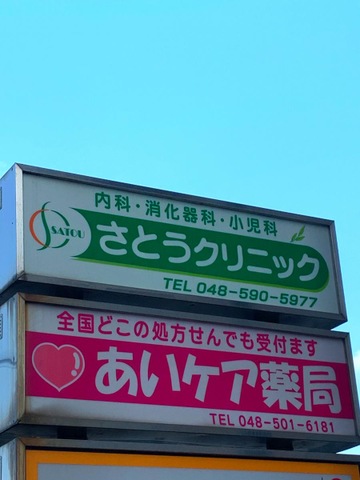 内科・消化器科・小児科
SATOU
さとうクリニック
TEL 048-590-5977
全国どこの処方せんでも受付ます
あいケア薬局
TEL 048-501-6181